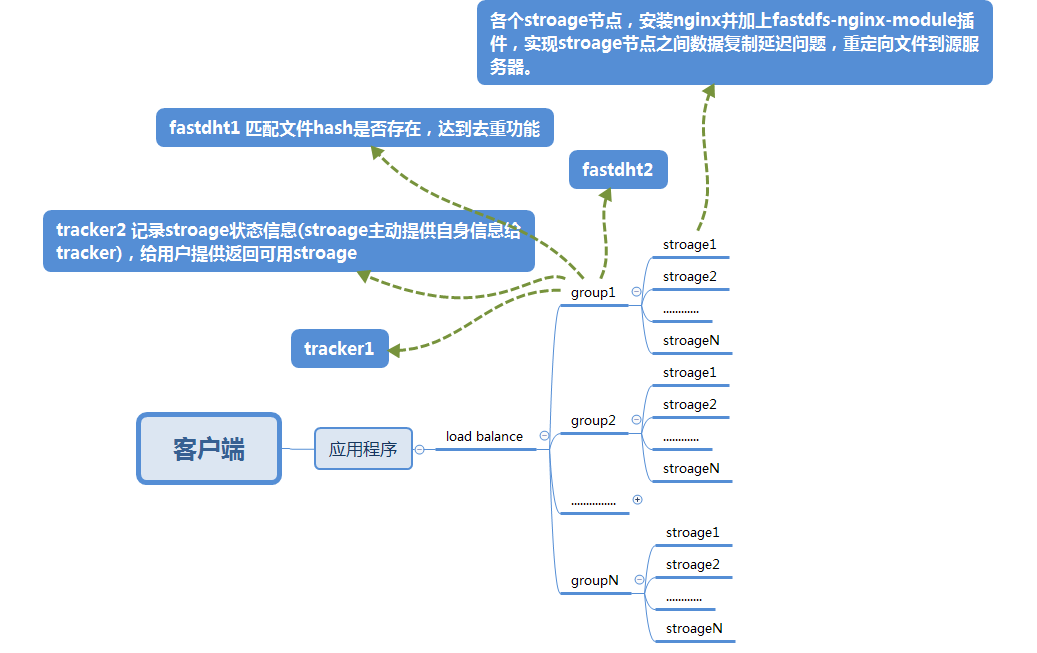 各个stroage节点，安装nginx并加上fastdfs-nginx-module插
件，实现stroage节点之间数据复制延迟问题，重定向文件到源服
务器。
fastdht1 匹配文件hash是否存在，达到去重功能
fastdht2
tracker2 记录stroage状态信息(stroage主动提供自身信息给
tracker)，给用户提供返回可用stroage
tracker1
客户端
应用程序
load balance
group1
stroage1
stroage2
............
stroageN
group2
stroage1
stroage2
............
stroageN
...............
groupN
stroage1
stroage2
............
stroageN